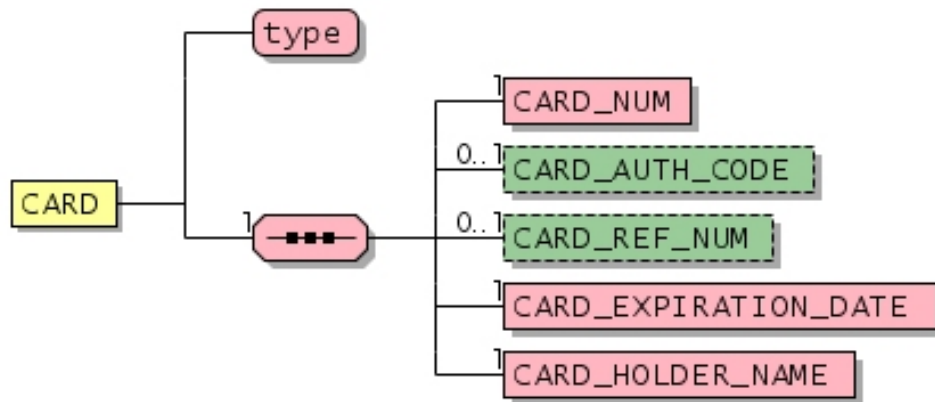 type
1
CARD_NUM
0..1
CARD_AUTH_CODE
CARD
1
0..1
CARD_REF_NUM
1
CARD_EXPIRATION_DATE
1
CARD_HOLDER_NAME